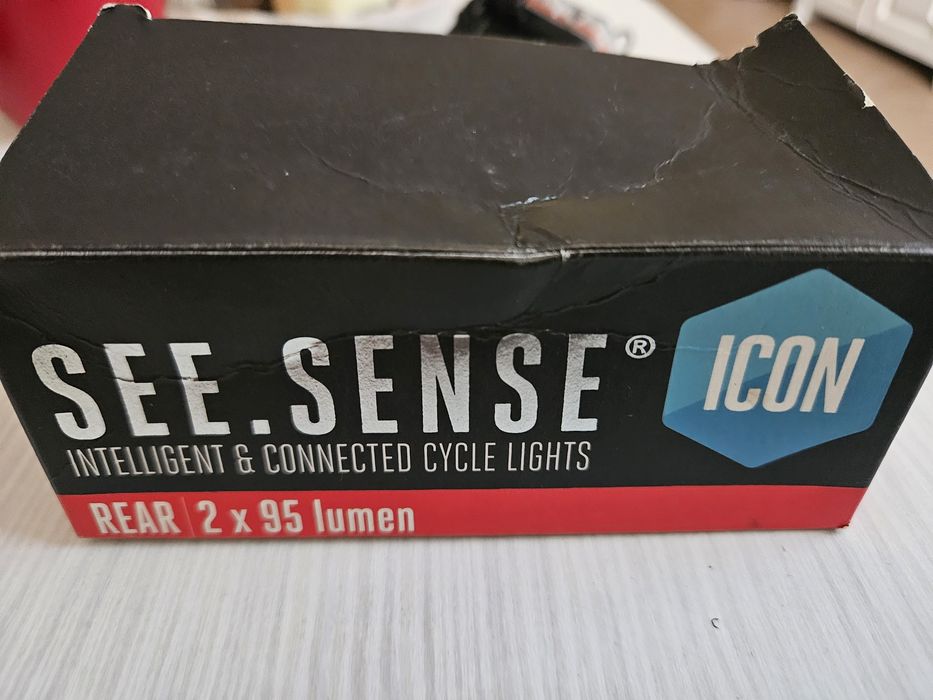 SEE.SENSE®
ICON
INTELLIGENT & CONNECTED CYCLE LIGHTS
REAR | 2 x 95 lumen